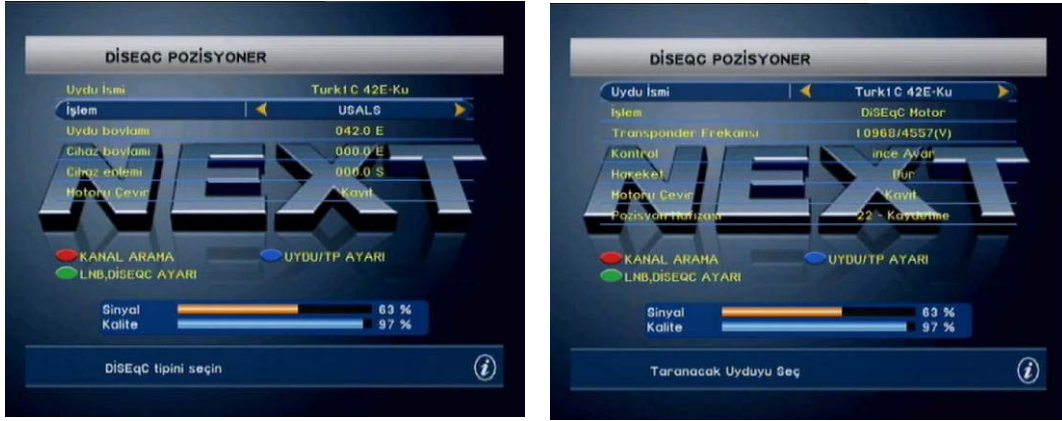 DİSEQC POZİSYONER
Uydu İsmi Turk1C 42E-Ku
İşlem USALS
Uydu boylamı 042.0 E
Cihaz boylamı 000.0 E
Cihaz enlemi 000.0 S
Motoru Çevir Kayıt
NEXT
KANAL ARAMA UYDU/TP AYARI
LNB,DİSEQC AYARI
Sinyal 63 %
Kalite 97 %
DİSEqC tipini seçin
DİSEQC POZİSYONER
Uydu İsmi Turk1C 42E-Ku
İşlem DiSEqC Motor
Transponder Frekansı 10968/4557(V)
Kontrol ince Ayar
Hareket Dur
Motoru Çevir Kayıt
Pozisyon Hafızası 22 - Kaydetme
NEXT
KANAL ARAMA UYDU/TP AYARI
LNB,DİSEQC AYARI
Sinyal 63 %
Kalite 97 %
Taranacak Uyduyu Seç